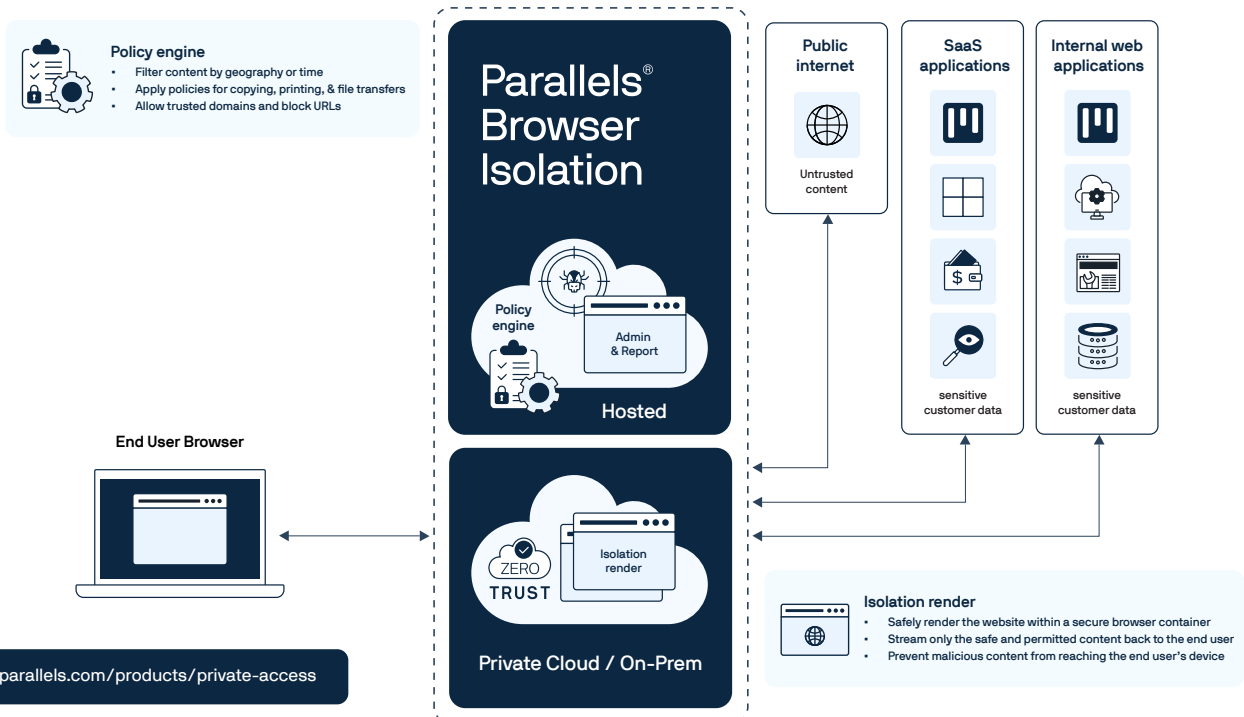 Policy engine
• Filter content by geography or time
• Apply policies for copying, printing, & file transfers
• Allow trusted domains and block URLs
Parallels®
Browser
Isolation
Policy
engine
Admin
& Report
Hosted
Public
internet
Untrusted
content
SaaS
applications
$
sensitive
customer data
Internal web
applications
sensitive
customer data
End User Browser
ZERO
TRUST
Isolation
render
Private Cloud / On-Prem
Isolation render
• Safely render the website within a secure browser container
• Stream only the safe and permitted content back to the end user
• Prevent malicious content from reaching the end user's device
parallels.com/products/private-access